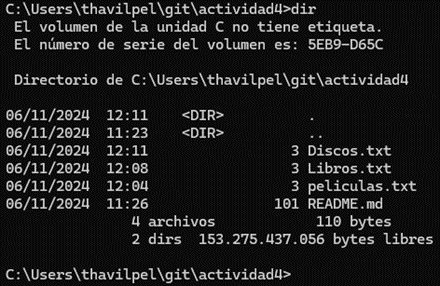 C:\Users\thavilpel\git\actividad4>dir
 El volumen de la unidad C no tiene etiqueta.
 El número de serie del volumen es: 5EB9-D65C

 Directorio de C:\Users\thavilpel\git\actividad4

06/11/2024  12:11    <DIR>          .
06/11/2024  11:23    <DIR>          ..
06/11/2024  12:11                 3 Discos.txt
06/11/2024  12:08                 3 Libros.txt
06/11/2024  12:04                 3 peliculas.txt
06/11/2024  11:26               101 README.md
               4 archivos            110 bytes
               2 dirs  153.275.437.056 bytes libres

C:\Users\thavilpel\git\actividad4>